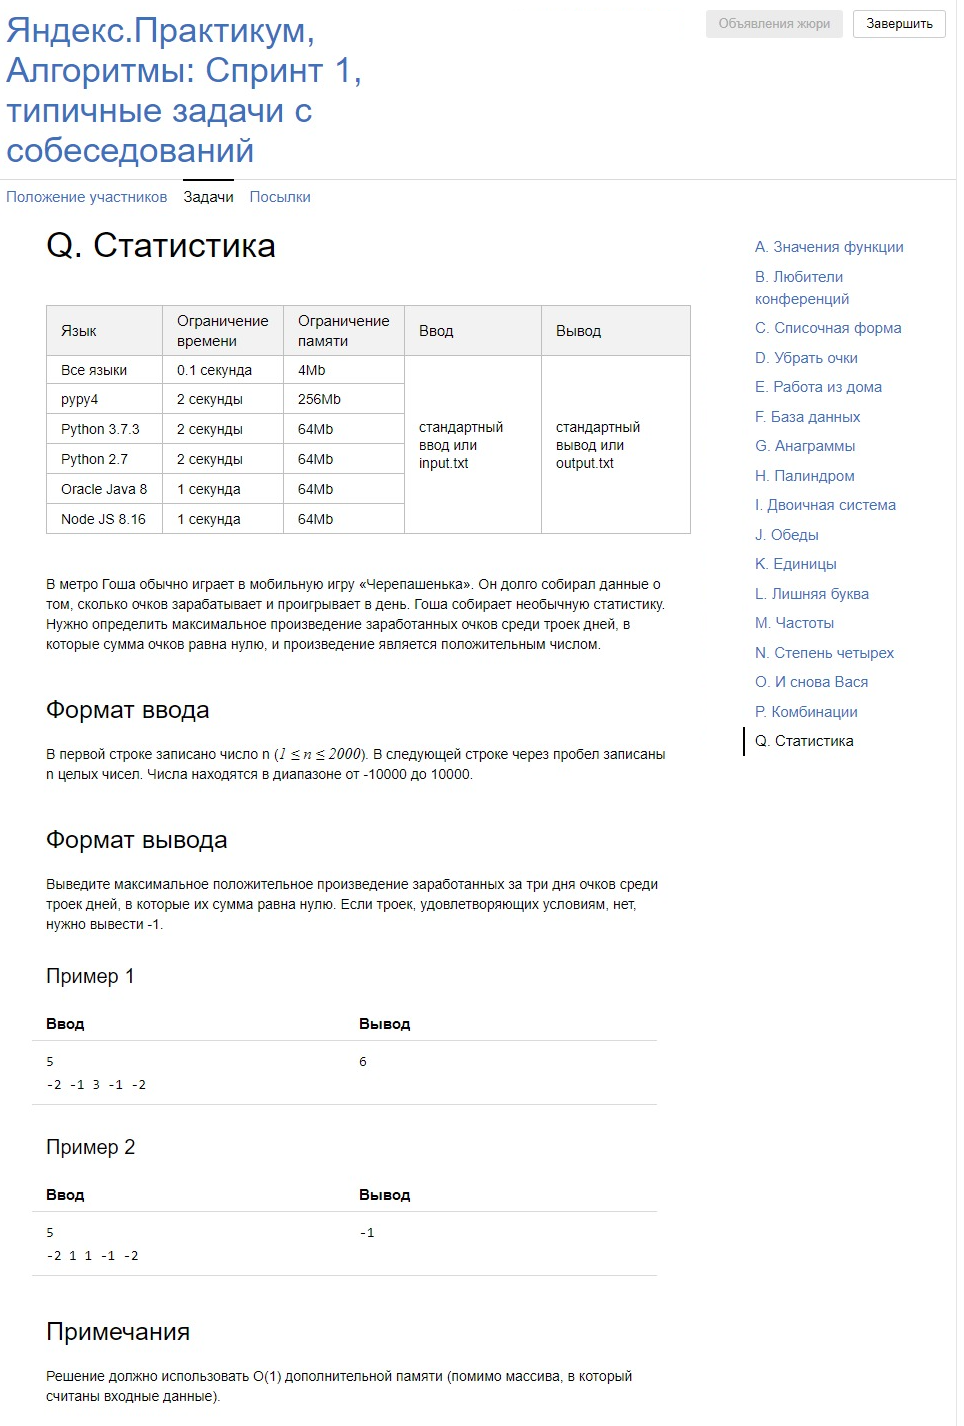 Яндекс.Практикум,
Алгоритмы: Спринт 1,
типичные задачи с
собеседований
Объявления жюри
Завершить
Положение участников Задачи Посылки
Q. Статистика
Язык Ограничение времени Ограничение памяти Ввод Вывод
Все языки 0.1 секунда 4Mb
pypy4 2 секунды 256Mb
Python 3.7.3 2 секунды 64Mb
Python 2.7 2 секунды 64Mb
Oracle Java 8 1 секунда 64Mb
Node JS 8.16 1 секунда 64Mb
стандартный
ввод или
input.txt
стандартный
вывод или
output.txt
В метро Гоша обычно играет в мобильную игру «Черепашенька». Он долго собирал данные о
том, сколько очков зарабатывает и проигрывает в день. Гоша собирает необычную статистику.
Нужно определить максимальное произведение заработанных очков среди троек дней, в
которые сумма очков равна нулю, и произведение является положительным числом.
Формат ввода
В первой строке записано число n (1 ≤ n ≤ 2000). В следующей строке через пробел записаны
n целых чисел. Числа находятся в диапазоне от -10000 до 10000.
Формат вывода
Выведите максимальное положительное произведение заработанных за три дня очков среди
троек дней, в которые их сумма равна нулю. Если троек, удовлетворяющих условиям, нет,
нужно вывести -1.
Пример 1
Ввод Вывод
5 6
-2 -1 3 -1 -2
Пример 2
Ввод Вывод
5 -1
-2 1 1 -1 -2
Примечания
Решение должно использовать O(1) дополнительной памяти (помимо массива, в который
считаны входные данные).
A. Значения функции
B. Любители
конференций
C. Списочная форма
D. Убрать очки
E. Работа из дома
F. База данных
G. Анаграммы
H. Палиндром
I. Двоичная система
J. Обеды
K. Единицы
L. Лишняя буква
M. Частоты
N. Степень четырех
O. И снова Вася
P. Комбинации
Q. Статистика